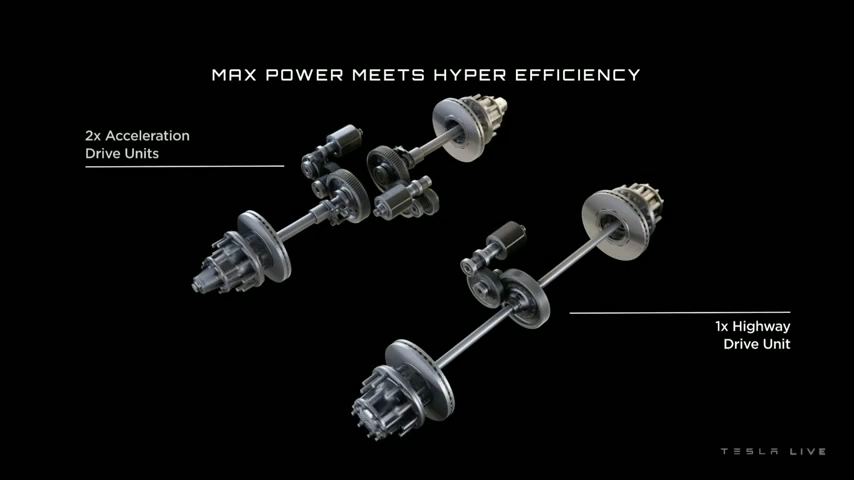 MAX POWER MEETS HYPER EFFICIENCY
2x Acceleration
Drive Units
1x Highway
Drive Unit
TESLA LIVE